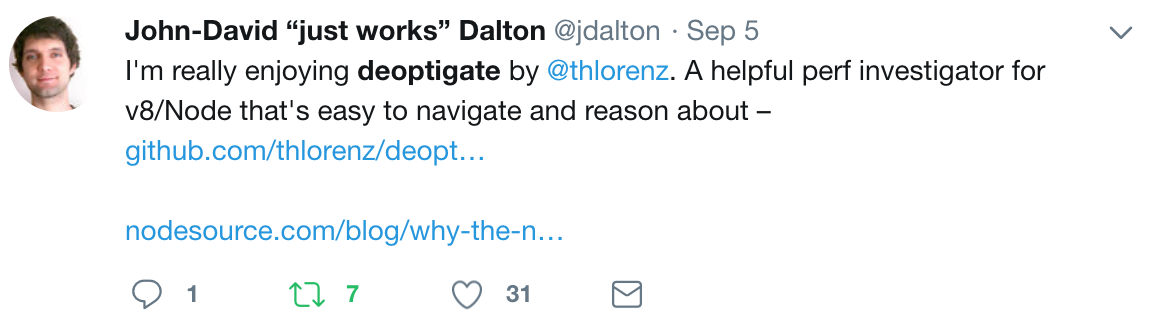 John-David “just works” Dalton @jdalton · Sep 5
I'm really enjoying deoptigate by @thlorenz. A helpful perf investigator for
v8/Node that's easy to navigate and reason about –
github.com/thlorenz/deopt…
nodesource.com/blog/why-the-n…
1 7 31